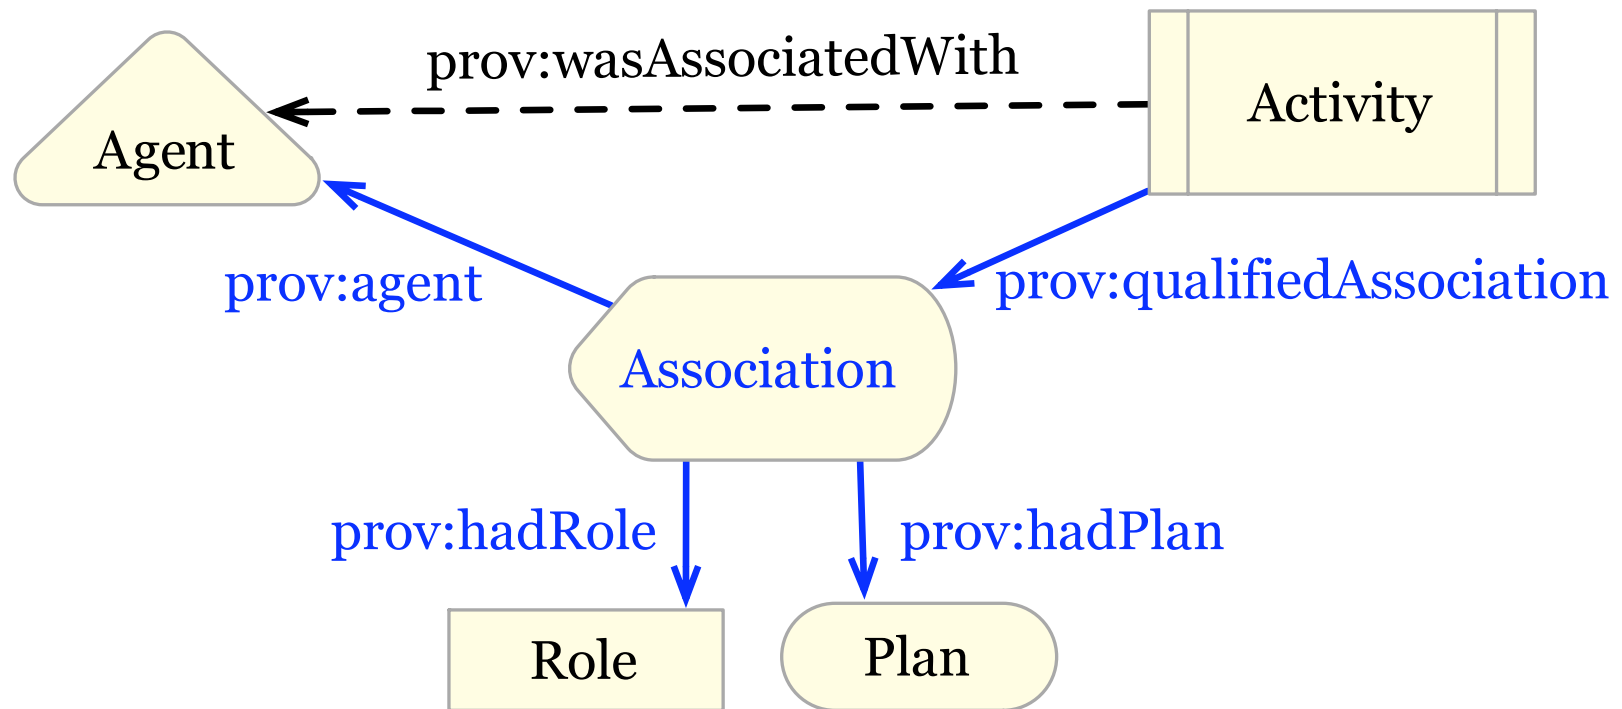 prov:wasAssociatedWith
Activity
Agent
prov:agent
prov:qualifiedAssociation
Association
prov:hadRole
prov:hadPlan
Role
Plan